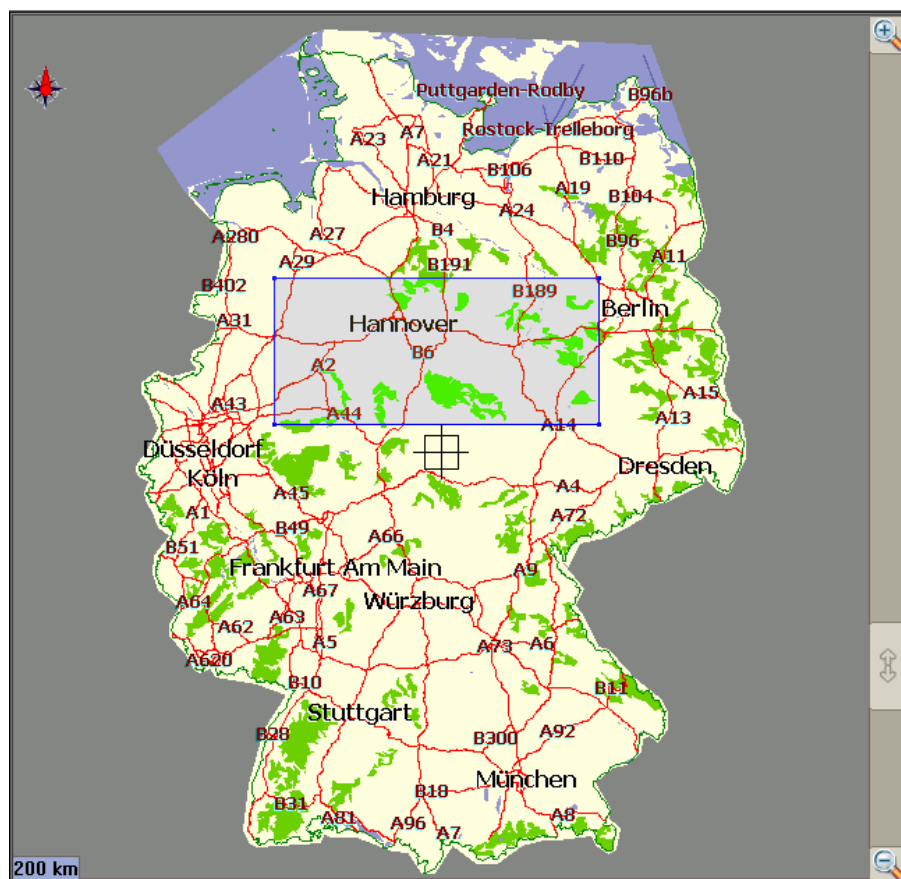 Puttgarden-Rodby
B96b
A23
A7
Rostock-Trelleborg
A21
B110
B106
A19
B104
Hamburg
A24
A27
B4
A280
B96
A29
B191
A11
B402
B189
Berlin
A31
Hannover
B6
A2
A15
A43
A44
A13
A14
Düsseldorf
Dresden
Köln
A45
A4
A1
A72
B49
B51
A66
Frankfurt Am Main
A9
A67
A64
Würzburg
A63
A62
A5
A73
A6
A620
B10
B11
Stuttgart
B28
B300
A92
München
B31
B18
A81
A96
A7
A8
200 km